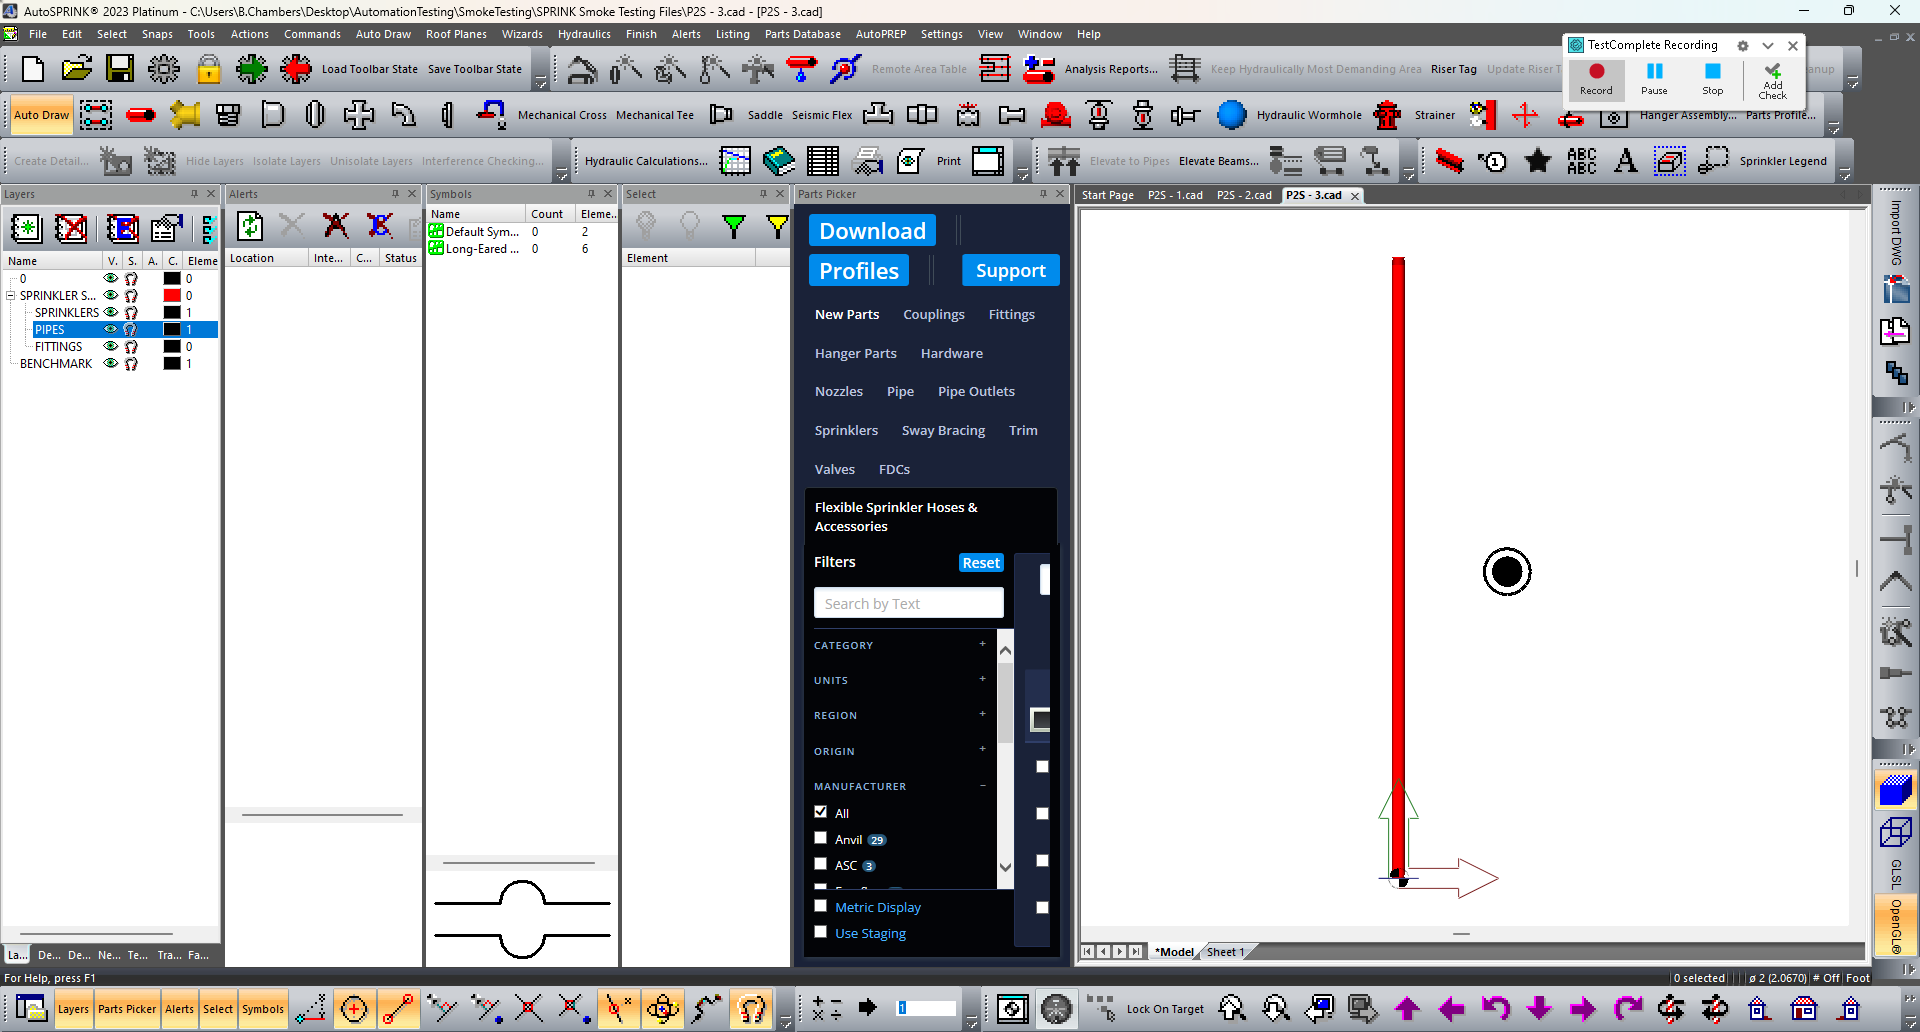 AutoSPRINK® 2023 Platinum - C:\Users\B.Chambers\Desktop\AutomationTesting\SmokeTesting\SPRINK Smoke Testing Files\P2S - 3.cad - [P2S - 3.cad]
File Edit Select Snaps Tools Actions Commands Auto Draw Roof Planes Wizards Hydraulics Finish Alerts Listing Parts Database AutoPREP Settings View Window Help
TestComplete Recording
Record Pause Stop Add Check
Load Toolbar State Save Toolbar State Remote Area Table Analysis Reports... Keep Hydraulically Most Demanding Area Riser Tag Update Riser T
Auto Draw Mechanical Cross Mechanical Tee Saddle Seismic Flex Hydraulic Wormhole Strainer Hanger Assembly... Parts Profile...
Create Detail... Hide Layers Isolate Layers Unisolate Layers Interference Checking... Hydraulic Calculations... Print Elevate to Pipes Elevate Beams... ABC ABC A Sprinkler Legend
Layers
Name V. S. A. C. Eleme
0 0
SPRINKLER S... 0
SPRINKLERS 1
PIPES 1
FITTINGS 0
BENCHMARK 1
La... De... De... Ne... Te... Tra... Fa...
Alerts
Location Inte... C... Status
Symbols
Name Count Eleme...
Default Sym... 0 2
Long-Eared ... 0 6
Select
Element
Parts Picker
Download
Profiles Support
New Parts Couplings Fittings
Hanger Parts Hardware
Nozzles Pipe Pipe Outlets
Sprinklers Sway Bracing Trim
Valves FDCs
Flexible Sprinkler Hoses &
Accessories
Filters Reset
Search by Text
CATEGORY +
UNITS +
REGION +
ORIGIN +
MANUFACTURER −
All
Anvil 29
ASC 3
Metric Display
Use Staging
Start Page P2S - 1.cad P2S - 2.cad P2S - 3.cad
*Model Sheet 1
Import DWG
GLSL
OpenGL®
For Help, press F1
0 selected ø 2 (2.0670) # Off Foot
Layers Parts Picker Alerts Select Symbols 1 Lock On Target